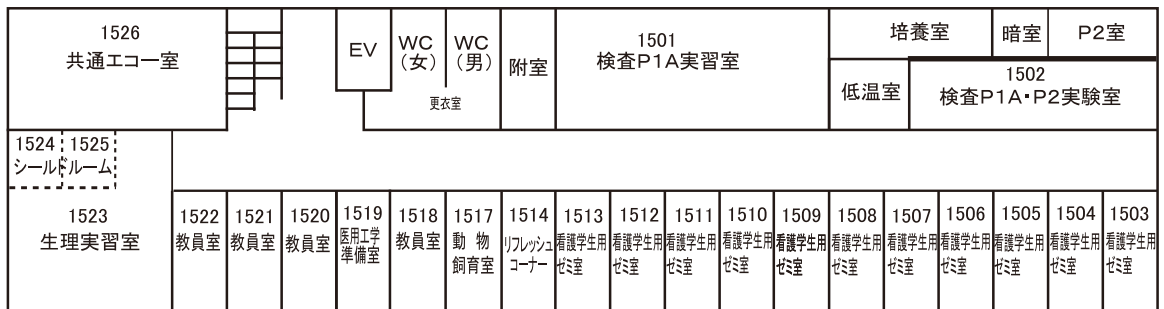 1526
共通エコー室
EV
WC
(女)
WC
(男)
更衣室
附室
1501
検査P1A実習室
培養室
暗室
P2室
低温室
1502
検査P1A・P2実験室
1524
1525
シールドルーム
1523
生理実習室
1522
教員室
1521
教員室
1520
教員室
1519
医用工学
準備室
1518
教員室
1517
動物
飼育室
1514
リフレッシュ
コーナー
1513
看護学生用
ゼミ室
1512
看護学生用
ゼミ室
1511
看護学生用
ゼミ室
1510
看護学生用
ゼミ室
1509
看護学生用
ゼミ室
1508
看護学生用
ゼミ室
1507
看護学生用
ゼミ室
1506
看護学生用
ゼミ室
1505
看護学生用
ゼミ室
1504
看護学生用
ゼミ室
1503
看護学生用
ゼミ室